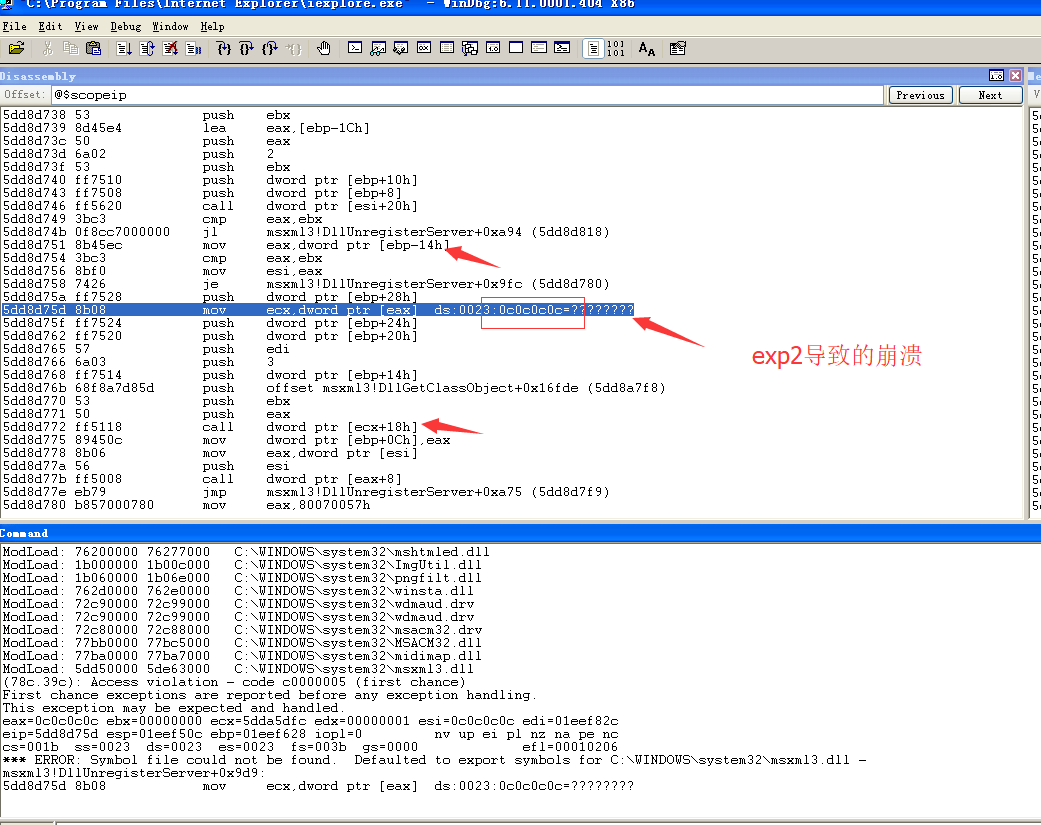 "C:\Program Files\Internet Explorer\iexplore.exe" - WinDbg:6.11.0001.404 X86
File Edit View Debug Window Help
Disassembly
Offset: @$scopeip Previous Next
5dd8d738 53 push ebx
5dd8d739 8d45e4 lea eax,[ebp-1Ch]
5dd8d73c 50 push eax
5dd8d73d 6a02 push 2
5dd8d73f 53 push ebx
5dd8d740 ff7510 push dword ptr [ebp+10h]
5dd8d743 ff7508 push dword ptr [ebp+8]
5dd8d746 ff5620 call dword ptr [esi+20h]
5dd8d749 3bc3 cmp eax,ebx
5dd8d74b 0f8cc7000000 jl msxml3!DllUnregisterServer+0xa94 (5dd8d818)
5dd8d751 8b45ec mov eax,dword ptr [ebp-14h]
5dd8d754 3bc3 cmp eax,ebx
5dd8d756 8bf0 mov esi,eax
5dd8d758 7426 je msxml3!DllUnregisterServer+0x9fc (5dd8d780)
5dd8d75a ff7528 push dword ptr [ebp+28h]
5dd8d75d 8b08 mov ecx,dword ptr [eax] ds:0023:0c0c0c0c=????????
5dd8d75f ff7524 push dword ptr [ebp+24h]
5dd8d762 ff7520 push dword ptr [ebp+20h]
5dd8d765 57 push edi
5dd8d766 6a03 push 3
5dd8d768 ff7514 push dword ptr [ebp+14h]
5dd8d76b 68f8a7d85d push offset msxml3!DllGetClassObject+0x16fde (5dd8a7f8)
5dd8d770 53 push ebx
5dd8d771 50 push eax
5dd8d772 ff5118 call dword ptr [ecx+18h]
5dd8d775 89450c mov dword ptr [ebp+0Ch],eax
5dd8d778 8b06 mov eax,dword ptr [esi]
5dd8d77a 56 push esi
5dd8d77b ff5008 call dword ptr [eax+8]
5dd8d77e eb79 jmp msxml3!DllUnregisterServer+0xa75 (5dd8d7f9)
5dd8d780 b857000780 mov eax,80070057h
exp2导致的崩溃
Command
ModLoad: 76200000 76277000 C:\WINDOWS\system32\mshtmled.dll
ModLoad: 1b000000 1b00c000 C:\WINDOWS\system32\ImgUtil.dll
ModLoad: 1b060000 1b06e000 C:\WINDOWS\system32\pngfilt.dll
ModLoad: 762d0000 762e0000 C:\WINDOWS\system32\winsta.dll
ModLoad: 72c90000 72c99000 C:\WINDOWS\system32\wdmaud.drv
ModLoad: 72c90000 72c99000 C:\WINDOWS\system32\wdmaud.drv
ModLoad: 72c80000 72c88000 C:\WINDOWS\system32\msacm32.drv
ModLoad: 77bb0000 77bc5000 C:\WINDOWS\system32\MSACM32.dll
ModLoad: 77ba0000 77ba7000 C:\WINDOWS\system32\midimap.dll
ModLoad: 5dd50000 5de63000 C:\WINDOWS\system32\msxml3.dll
(78c.39c): Access violation - code c0000005 (first chance)
First chance exceptions are reported before any exception handling.
This exception may be expected and handled.
eax=0c0c0c0c ebx=00000000 ecx=5dda5dfc edx=00000001 esi=0c0c0c0c edi=01eef82c
eip=5dd8d75d esp=01eef50c ebp=01eef628 iopl=0 nv up ei pl nz na pe nc
cs=001b ss=0023 ds=0023 es=0023 fs=003b gs=0000 efl=00010206
*** ERROR: Symbol file could not be found. Defaulted to export symbols for C:\WINDOWS\system32\msxml3.dll -
msxml3!DllUnregisterServer+0x9d9:
5dd8d75d 8b08 mov ecx,dword ptr [eax] ds:0023:0c0c0c0c=????????